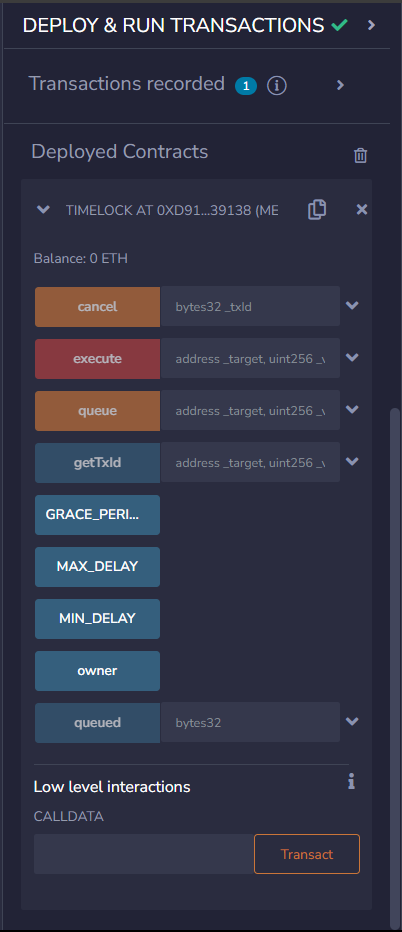 DEPLOY & RUN TRANSACTIONS
Transactions recorded 1
Deployed Contracts
TIMELOCK AT 0XD91...39138 (ME
Balance: 0 ETH
cancel bytes32 _txId
execute address _target, uint256 _v
queue address _target, uint256 _v
getTxId address _target, uint256 _v
GRACE_PERI...
MAX_DELAY
MIN_DELAY
owner
queued bytes32
Low level interactions
CALLDATA
Transact